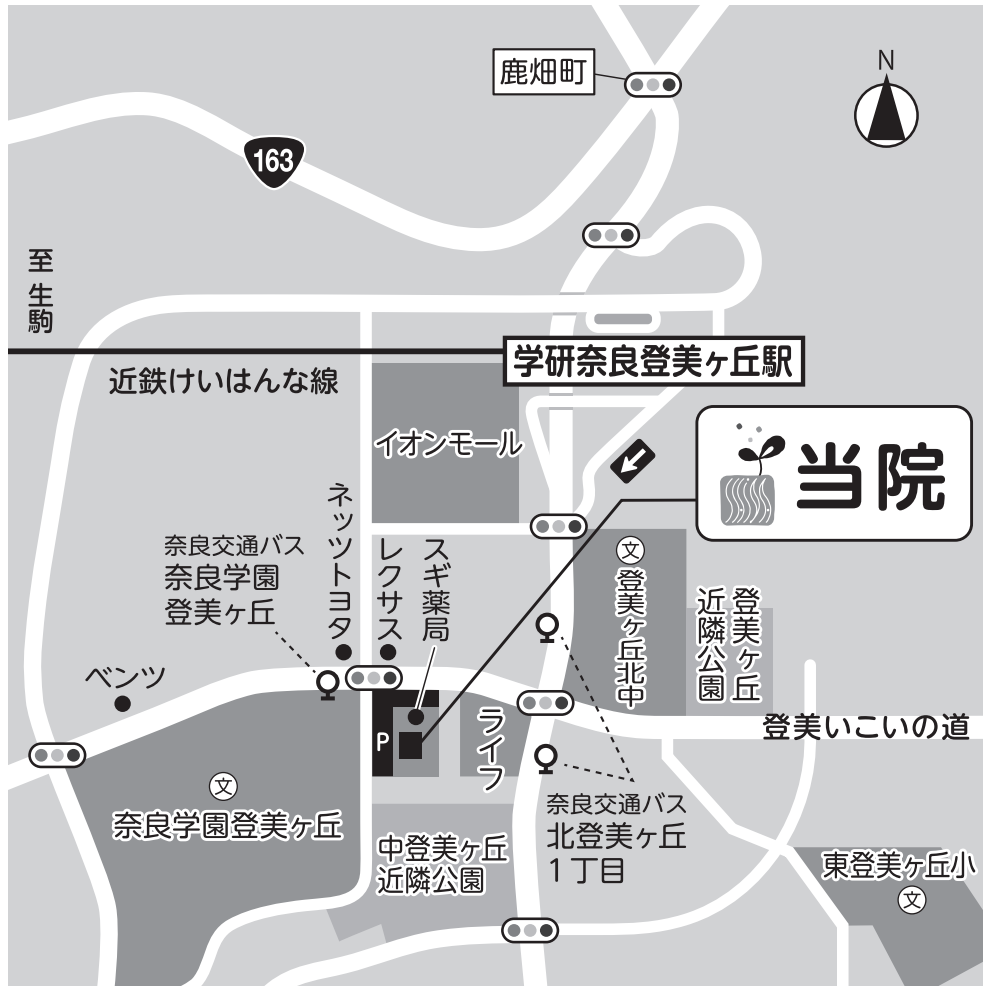 鹿畑町
N
163
至 生駒
学研奈良登美ヶ丘駅
近鉄けいはんな線
イオンモール
当院
ネッツトヨタ
レクサス
スギ薬局
奈良交通バス
奈良学園
登美ヶ丘
文
登美ヶ丘北中
登美ヶ丘
近隣公園
ベンツ
登美いこいの道
P
ライフ
文
奈良学園登美ヶ丘
奈良交通バス
北登美ヶ丘
1丁目
中登美ヶ丘
近隣公園
東登美ヶ丘小
文